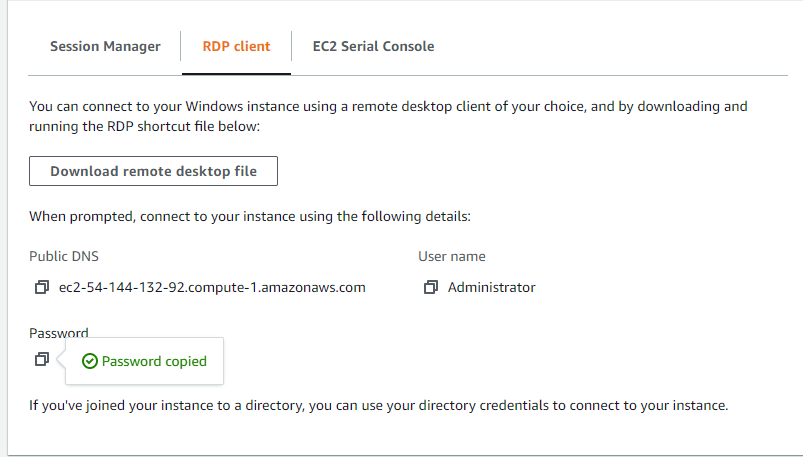 Session Manager
RDP client
EC2 Serial Console
You can connect to your Windows instance using a remote desktop client of your choice, and by downloading and
running the RDP shortcut file below:
Download remote desktop file
When prompted, connect to your instance using the following details:
Public DNS
User name
ec2-54-144-132-92.compute-1.amazonaws.com
Administrator
Password
Password copied
If you've joined your instance to a directory, you can use your directory credentials to connect to your instance.